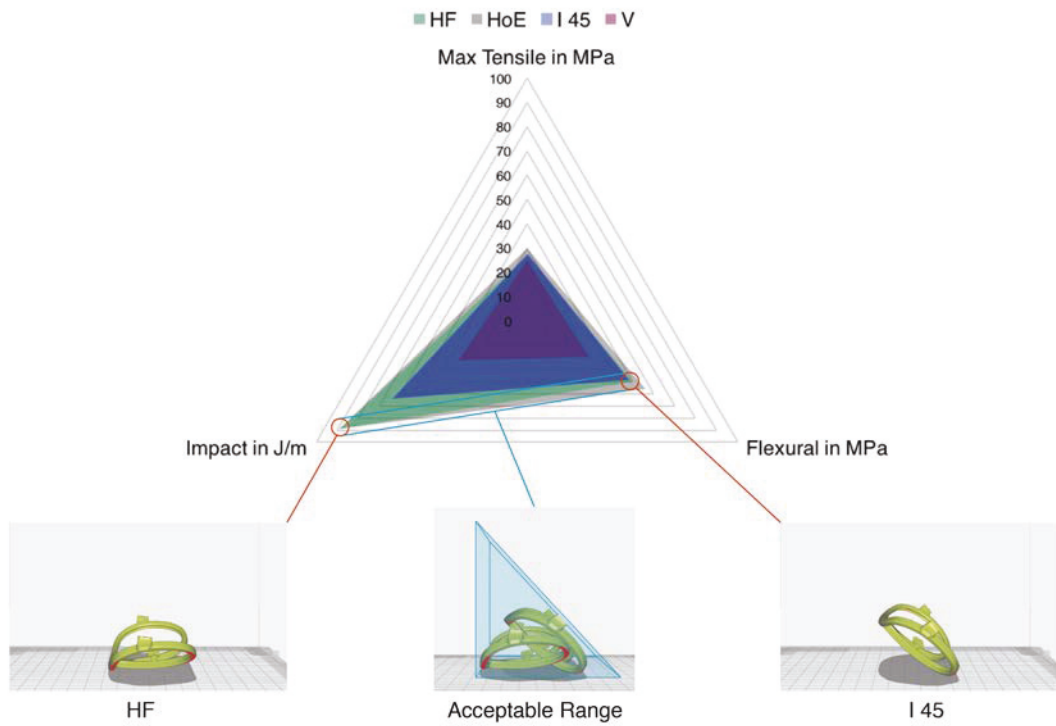 HF HoE I 45 V
Max Tensile in MPa
100
90
80
70
60
50
40
30
20
10
0
Impact in J/m
Flexural in MPa
HF
Acceptable Range
I 45